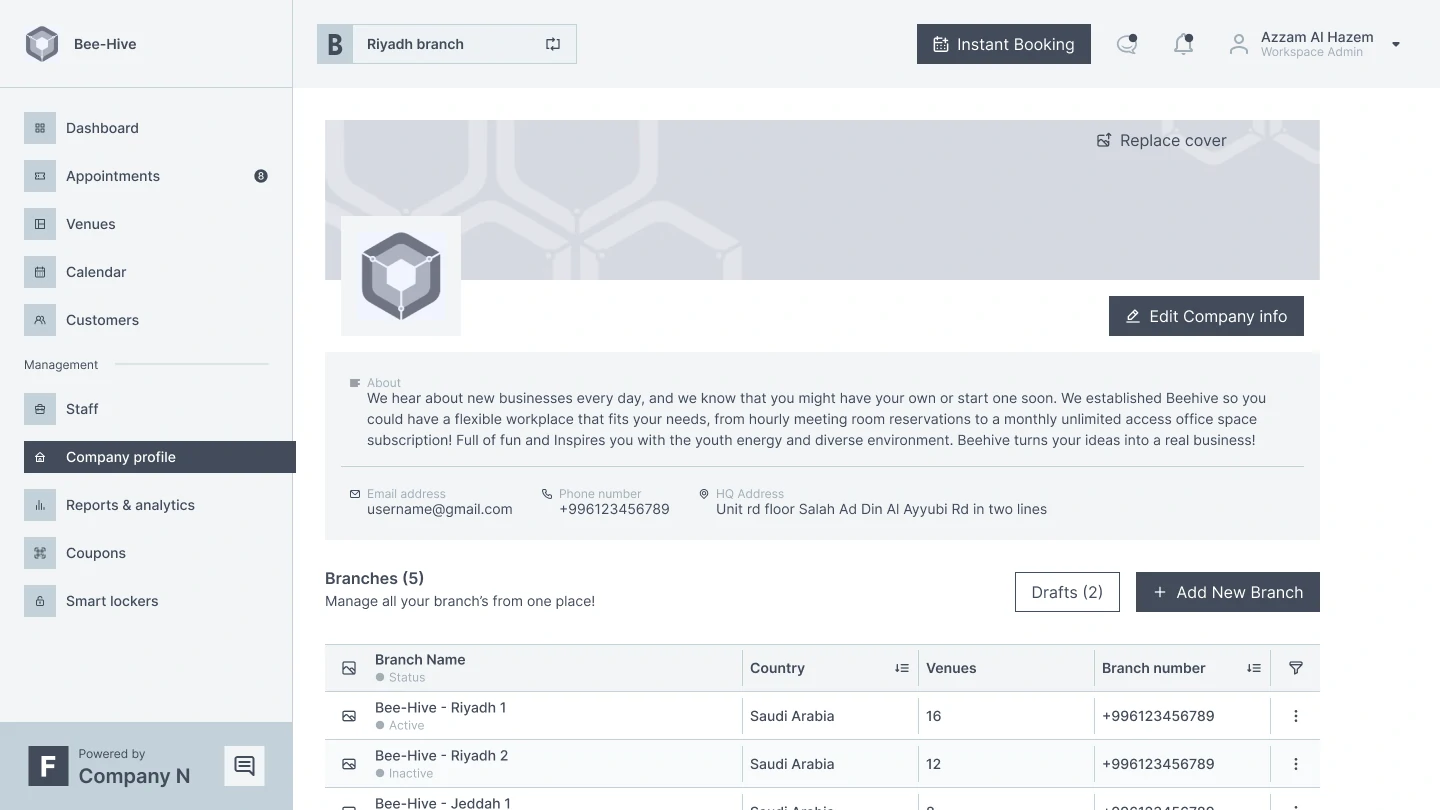 Bee-Hive
B
Riyadh branch
Instant Booking
Azzam Al Hazem
Workspace Admin
Dashboard
Appointments
8
Venues
Calendar
Customers
Management
Staff
Company profile
Reports & analytics
Coupons
Smart lockers
F
Powered by
Company N
Replace cover
Edit Company info
About
We hear about new businesses every day, and we know that you might have your own or start one soon. We established Beehive so you
could have a flexible workplace that fits your needs, from hourly meeting room reservations to a monthly unlimited access office space
subscription! Full of fun and Inspires you with the youth energy and diverse environment. Beehive turns your ideas into a real business!
Email address
username@gmail.com
Phone number
+996123456789
HQ Address
Unit rd floor Salah Ad Din Al Ayyubi Rd in two lines
Branches (5)
Manage all your branch’s from one place!
Drafts (2)
+ Add New Branch
Branch Name
Status
Country
Venues
Branch number
Bee-Hive - Riyadh 1
Active
Saudi Arabia
16
+996123456789
Bee-Hive - Riyadh 2
Inactive
Saudi Arabia
12
+996123456789
Bee-Hive - Jeddah 1